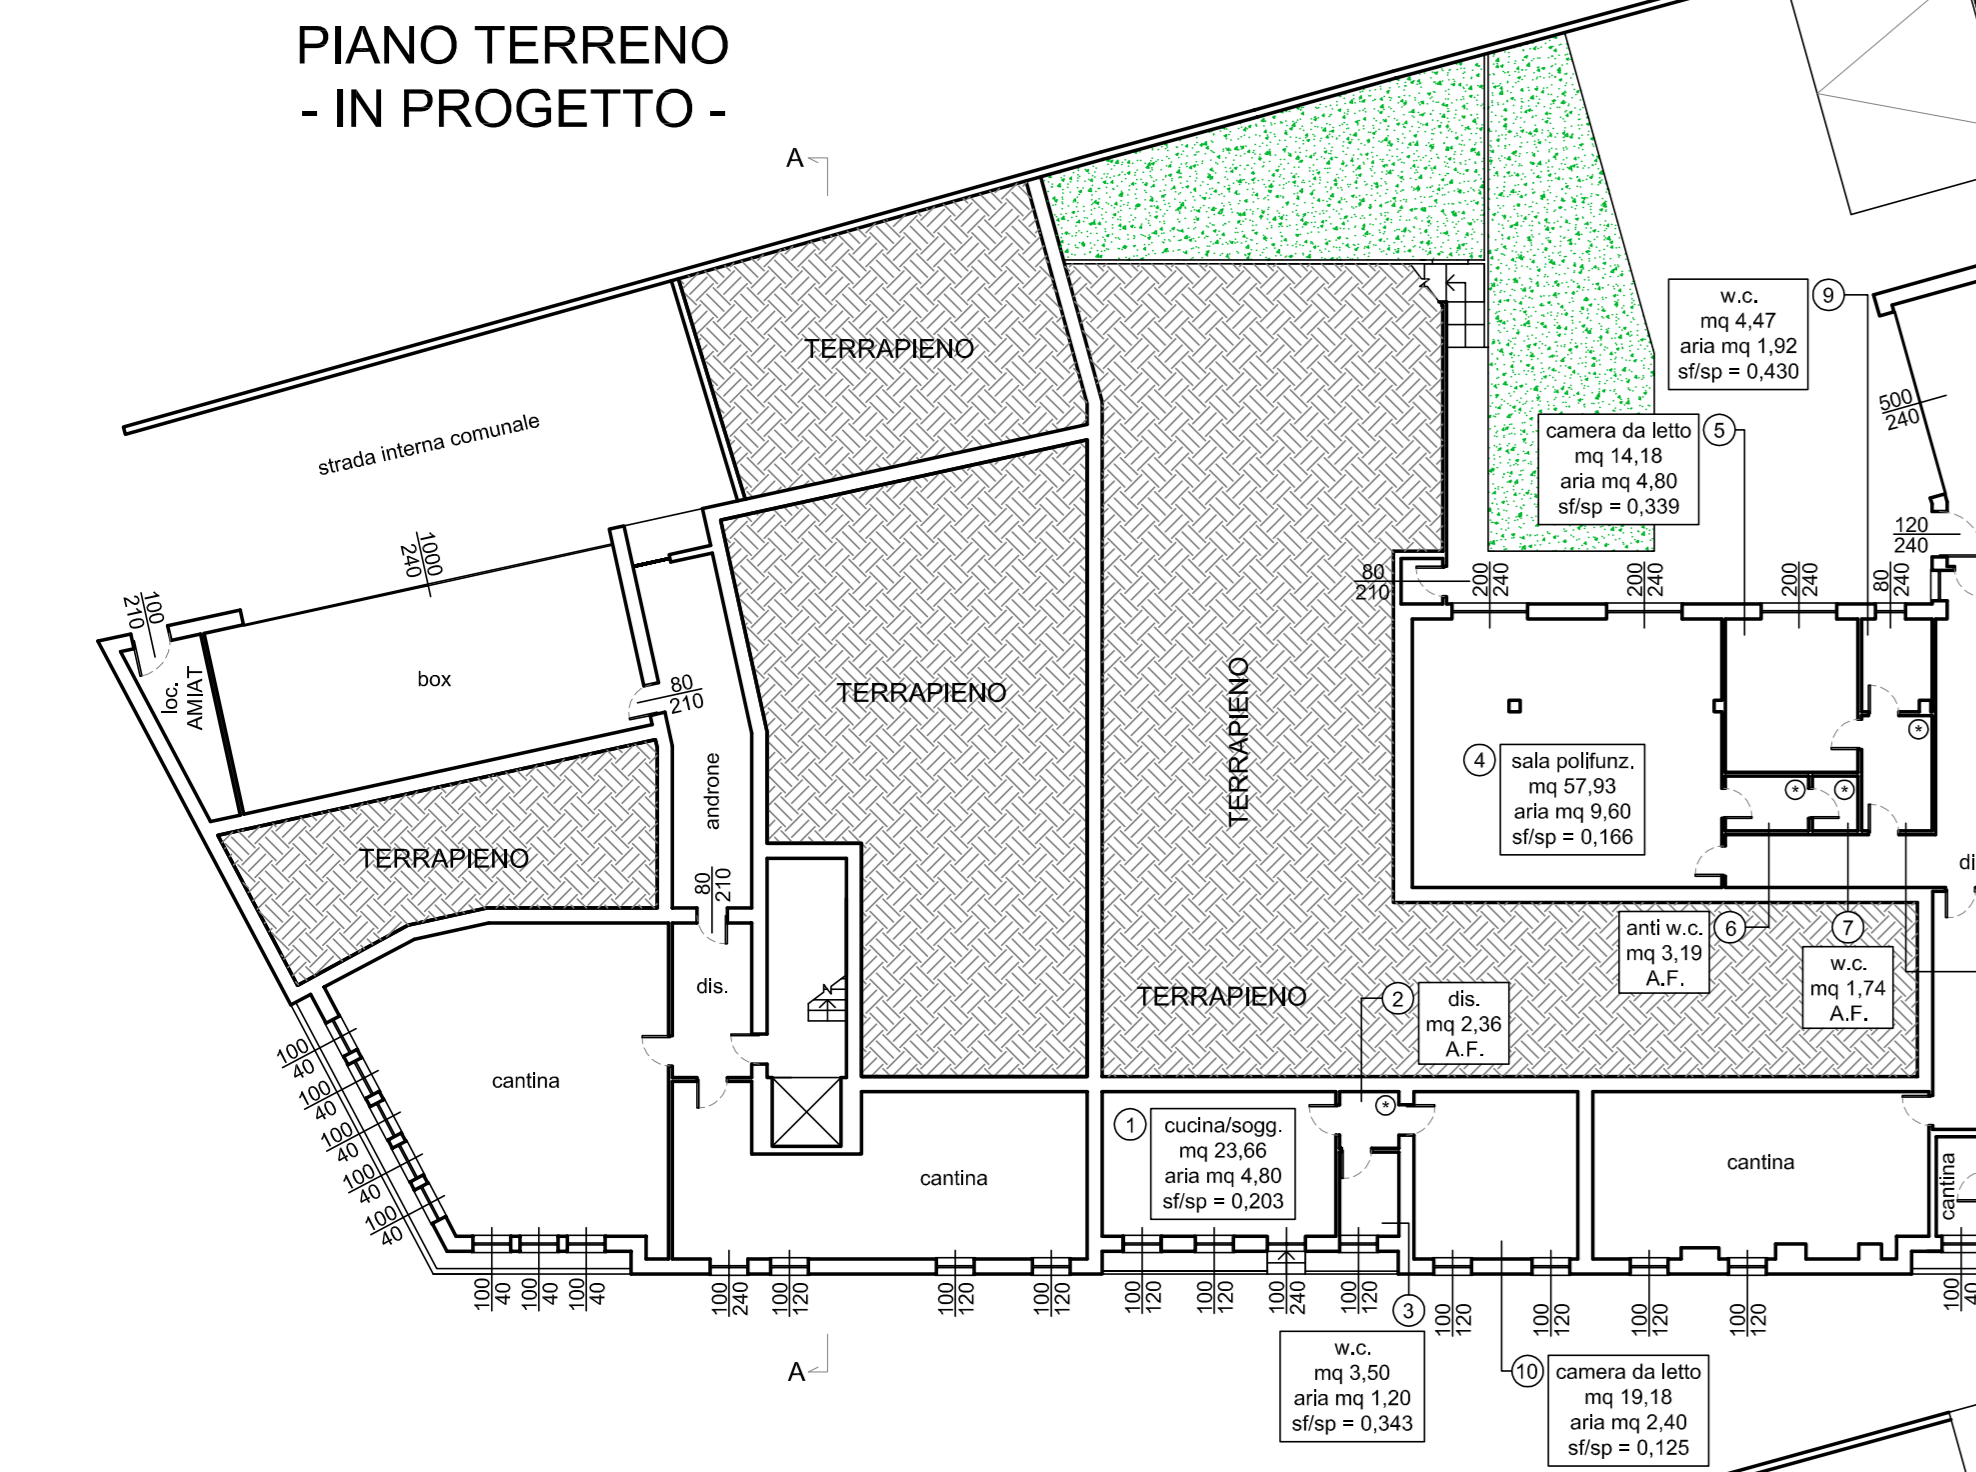 PIANO TERRENO
- IN PROGETTO -
A
TERRAPIENO
strada interna comunale
w.c.
mq 4,47
aria mq 1,92
sf/sp = 0,430
9
500
240
camera da letto
mq 14,18
aria mq 4,80
sf/sp = 0,339
5
120
240
1000
240
100
210
80
210
200
240
200
240
200
240
80
240
loc.
AMIAT
box
80
210
TERRAPIENO
TERRAPIENO
androne
4
sala polifunz.
mq 57,93
aria mq 9,60
sf/sp = 0,166
*
*
*
TERRAPIENO
80
210
di
anti w.c.
mq 3,19
A.F.
6
7
w.c.
mq 1,74
A.F.
dis.
TERRAPIENO
2
dis.
mq 2,36
A.F.
100
40
100
40
100
40
100
40
100
40
cantina
1
cucina/sogg.
mq 23,66
aria mq 4,80
sf/sp = 0,203
*
cantina
cantina
cantina
100
40
100
40
100
40
100
240
100
120
100
120
100
120
100
120
100
120
100
240
100
120
100
120
100
120
100
120
100
120
100
40
3
w.c.
mq 3,50
aria mq 1,20
sf/sp = 0,343
A
10
camera da letto
mq 19,18
aria mq 2,40
sf/sp = 0,125